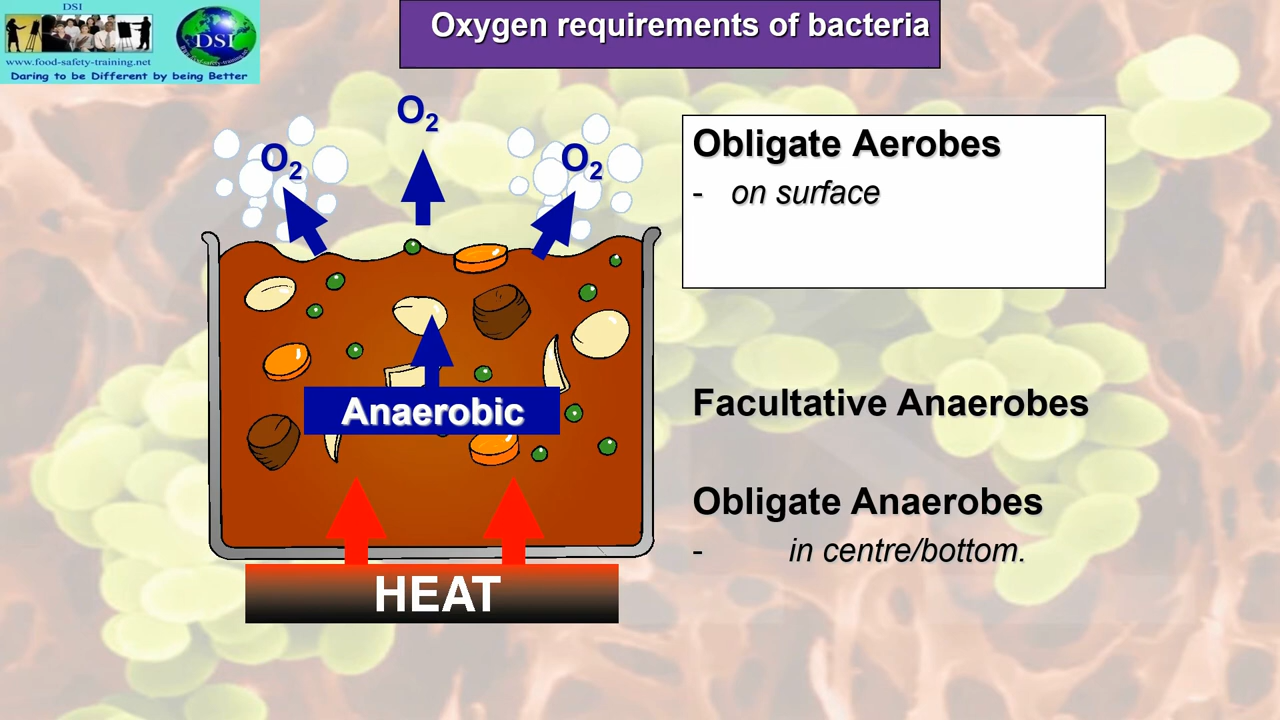 DSI
DSI
www.food-safety-training.net
Daring to be Different by being Better
Oxygen requirements of bacteria
O2
O2
O2
Anaerobic
HEAT
Obligate Aerobes
- on surface
Facultative Anaerobes
Obligate Anaerobes
- in centre/bottom.